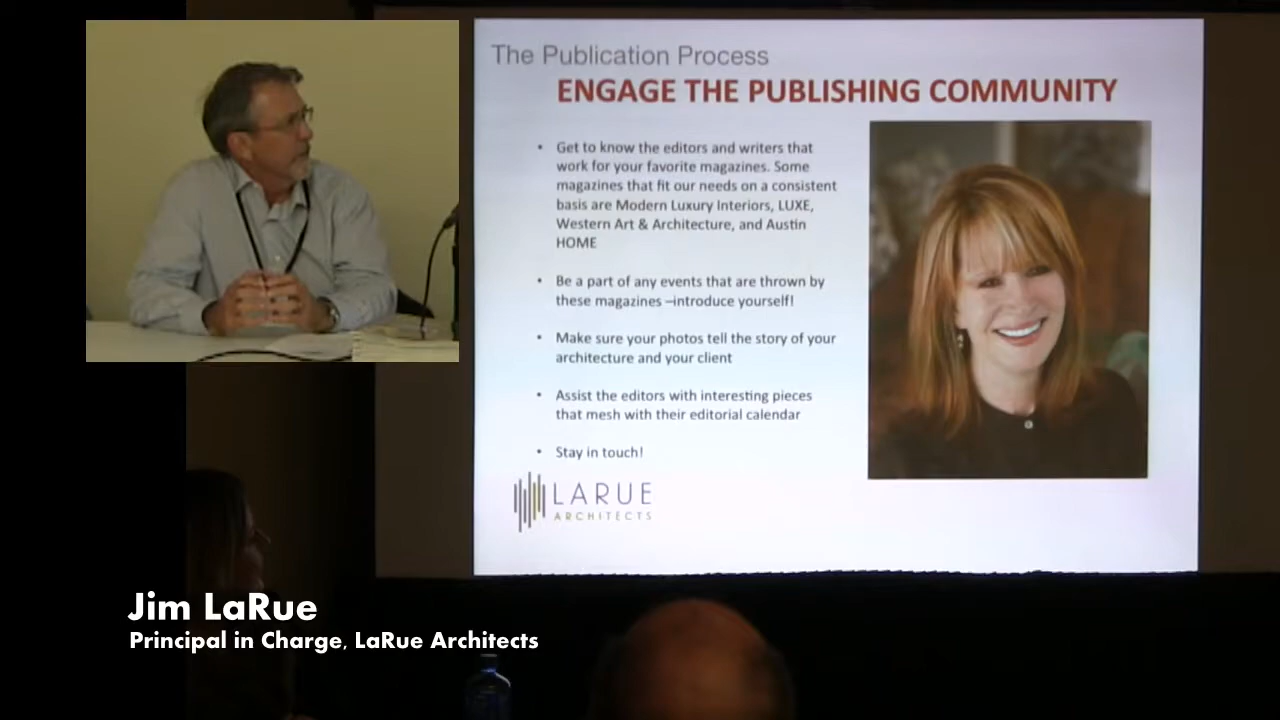 The Publication Process
ENGAGE THE PUBLISHING COMMUNITY
• Get to know the editors and writers that
work for your favorite magazines. Some
magazines that fit our needs on a consistent
basis are Modern Luxury Interiors, LUXE,
Western Art & Architecture, and Austin
HOME
• Be a part of any events that are thrown by
these magazines –introduce yourself!
• Make sure your photos tell the story of your
architecture and your client
• Assist the editors with interesting pieces
that mesh with their editorial calendar
• Stay in touch!
LARUE
ARCHITECTS
Jim LaRue
Principal in Charge, LaRue Architects